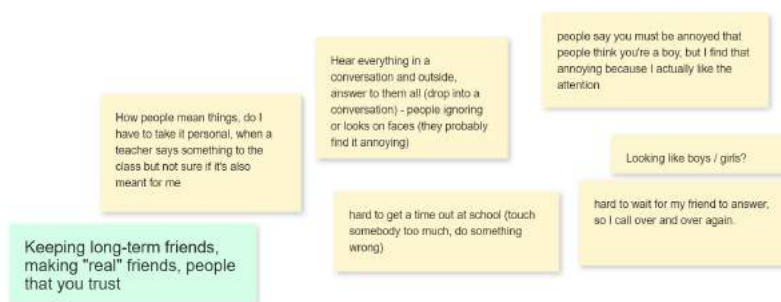 people say you must be annoyed that
people think you're a boy, but I find that
annoying because I actually like the
attention
Hear everything in a
conversation and outside,
answer to them all (drop into a
conversation) - people ignoring
or looks on faces (they probably
find it annoying)
How people mean things, do I
have to take it personal, when a
teacher says something to the
class but not sure if it's also
meant for me
Looking like boys / girls?
hard to wait for my friend to answer,
so I call over and over again.
hard to get a time out at school (touch
somebody too much, do something
wrong)
Keeping long-term friends,
making "real" friends, people
that you trust